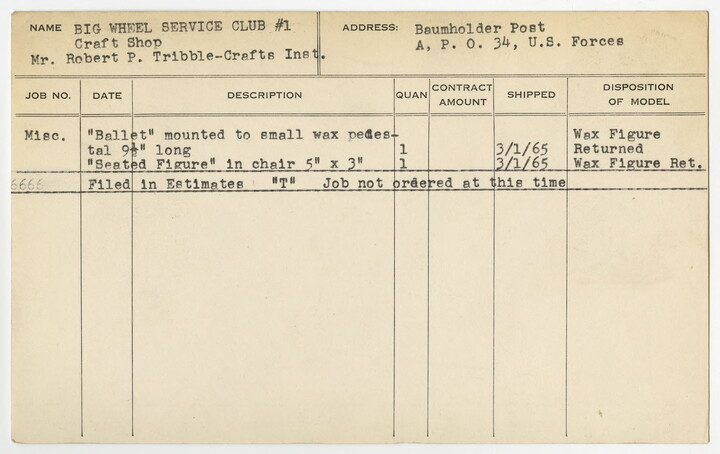 NAME BIG WHEEL SERVICE CLUB #1
Craft Shop
Mr. Robert P. Tribble-Crafts Inst.
ADDRESS: Baumholder Post
A, P. O. 34, U.S. Forces
JOB NO. DATE DESCRIPTION QUAN CONTRACT AMOUNT SHIPPED DISPOSITION OF MODEL
Misc. "Ballet" mounted to small wax pedes- Wax Figure
tal 9½" long 1 3/1/65 Returned
"Seated Figure" in chair 5" x 3" 1 3/1/65 Wax Figure Ret.
6666 Filed in Estimates "T" Job not ordered at this time